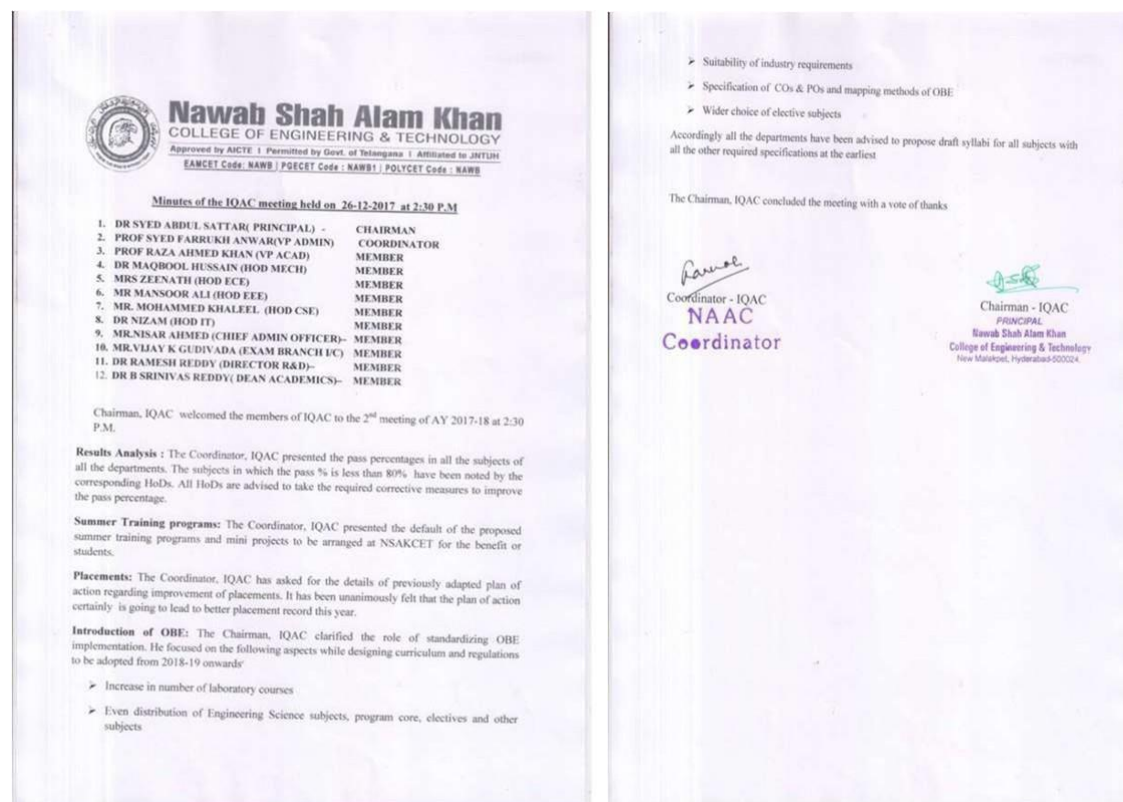 Nawab Shah Alam Khan
COLLEGE OF ENGINEERING & TECHNOLOGY
Approved by AICTE | Permitted by Govt. of Telangana | Affiliated to JNTUH
EAMCET Code: NAWB | PGECET Code : NAWB1 | POLYCET Code : NAWB
Minutes of the IQAC meeting held on 26-12-2017 at 2:30 P.M
1. DR SYED ABDUL SATTAR( PRINCIPAL) - CHAIRMAN
2. PROF SYED FARRUKH ANWAR(VP ADMIN) COORDINATOR
3. PROF RAZA AHMED KHAN (VP ACAD) MEMBER
4. DR MAQBOOL HUSSAIN (HOD MECH) MEMBER
5. MRS ZEENATH (HOD ECE) MEMBER
6. MR MANSOOR ALI (HOD EEE) MEMBER
7. MR. MOHAMMED KHALEEL (HOD CSE) MEMBER
8. DR NIZAM (HOD IT) MEMBER
9. MR.NISAR AHMED (CHIEF ADMIN OFFICER)– MEMBER
10. MR.VIJAY K GUDIVADA (EXAM BRANCH I/C) MEMBER
11. DR RAMESH REDDY (DIRECTOR R&D)– MEMBER
12. DR B SRINIVAS REDDY( DEAN ACADEMICS)– MEMBER
Chairman, IQAC welcomed the members of IQAC to the 2nd meeting of AY 2017-18 at 2:30
P.M.
Results Analysis : The Coordinator, IQAC presented the pass percentages in all the subjects of
all the departments. The subjects in which the pass % is less than 80% have been noted by the
corresponding HoDs. All HoDs are advised to take the required corrective measures to improve
the pass percentage.
Summer Training programs: The Coordinator, IQAC presented the default of the proposed
summer training programs and mini projects to be arranged at NSAKCET for the benefit or
students.
Placements: The Coordinator, IQAC has asked for the details of previously adapted plan of
action regarding improvement of placements. It has been unanimously felt that the plan of action
certainly is going to lead to better placement record this year.
Introduction of OBE: The Chairman, IQAC clarified the role of standardizing OBE
implementation. He focused on the following aspects while designing curriculum and regulations
to be adopted from 2018-19 onwards'
➢ Increase in number of laboratory courses
➢ Even distribution of Engineering Science subjects, program core, electives and other
subjects
➢ Suitability of industry requirements
➢ Specification of COs & POs and mapping methods of OBE
➢ Wider choice of elective subjects
Accordingly all the departments have been advised to propose draft syllabi for all subjects with
all the other required specifications at the earliest
The Chairman, IQAC concluded the meeting with a vote of thanks
Coordinator - IQAC
NAAC
Coordinator
Chairman - IQAC
PRINCIPAL
Nawab Shah Alam Khan
College of Engineering & Technology
New Malakpet, Hyderabad-500024.